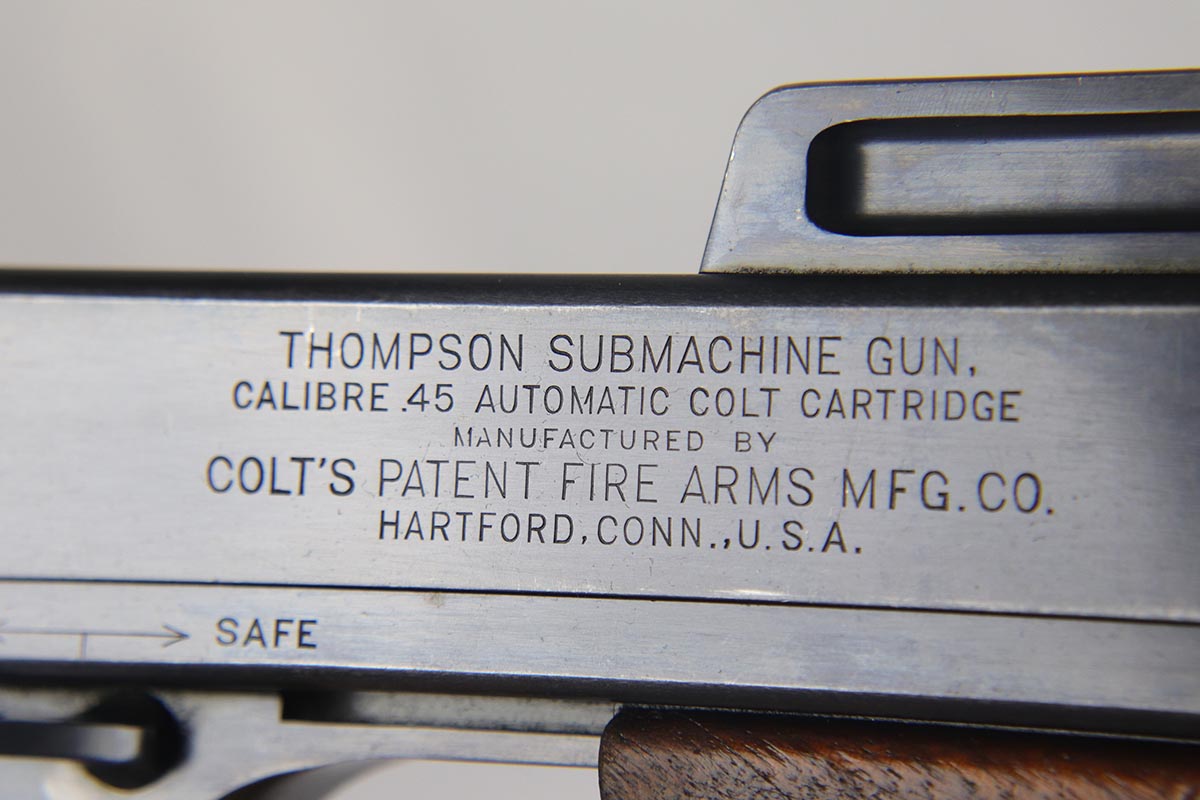 THOMPSON SUBMACHINE GUN,
CALIBRE .45 AUTOMATIC COLT CARTRIDGE
MANUFACTURED BY
COLT'S PATENT FIRE ARMS MFG. CO.
HARTFORD, CONN., U.S.A.
SAFE